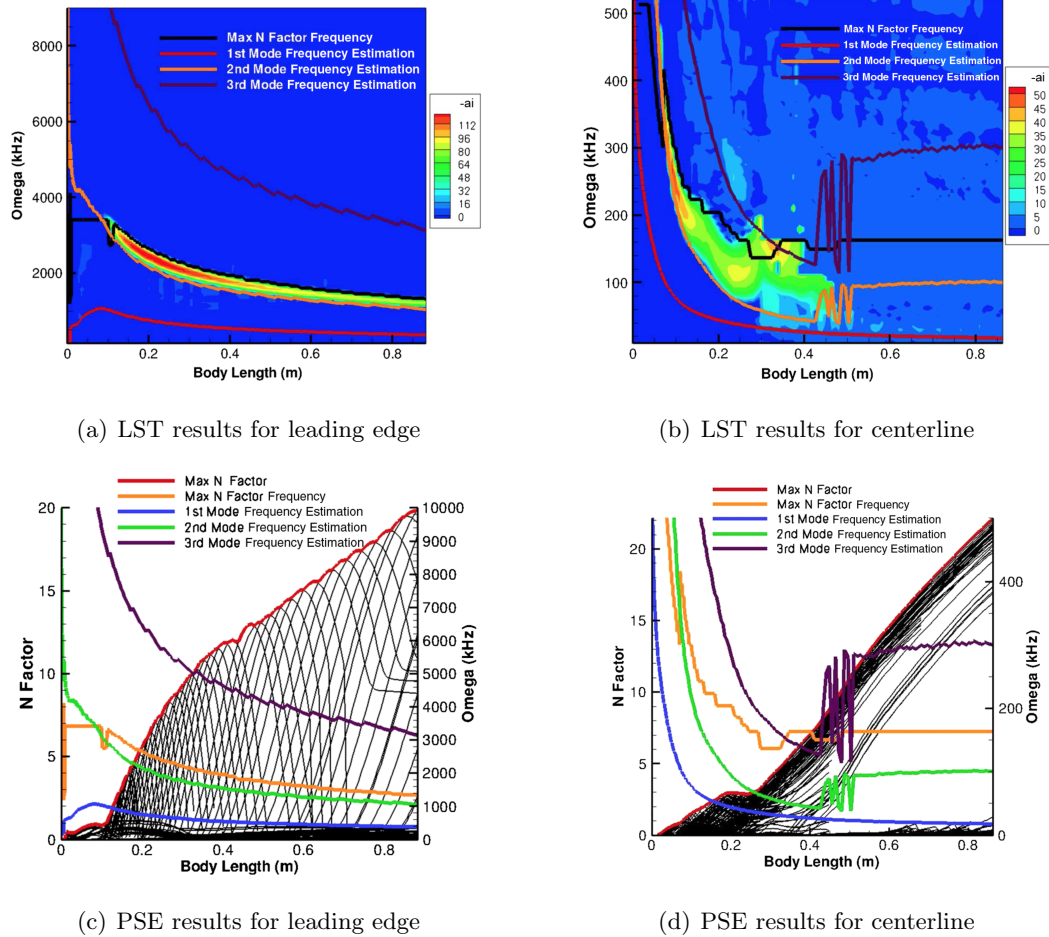 8000
6000
4000
2000
0
0
0.2
0.4
0.6
0.8
Omega (kHz)
Body Length (m)
Max N Factor Frequency
1st Mode Frequency Estimation
2nd Mode Frequency Estimation
3rd Mode Frequency Estimation
-ai
112
96
80
64
48
32
16
0
(a) LST results for leading edge
500
400
300
200
100
0
0.2
0.4
0.6
0.8
Omega (kHz)
Body Length (m)
Max N Factor Frequency
1st Mode Frequency Estimation
2nd Mode Frequency Estimation
3rd Mode Frequency Estimation
-ai
50
45
40
35
30
25
20
15
10
5
0
(b) LST results for centerline
Max N Factor
Max N Factor Frequency
1st Mode Frequency Estimation
2nd Mode Frequency Estimation
3rd Mode Frequency Estimation
20
15
10
5
0
N Factor
0
0.2
0.4
0.6
0.8
Body Length (m)
10000
9000
8000
7000
6000
5000
4000
3000
2000
1000
0
Omega (kHz)
(c) PSE results for leading edge
Max N Factor
Max N Factor Frequency
1st Mode Frequency Estimation
2nd Mode Frequency Estimation
3rd Mode Frequency Estimation
20
15
10
5
0
N Factor
0
0.2
0.4
0.6
0.8
Body Length (m)
400
200
0
Omega (kHz)
(d) PSE results for centerline